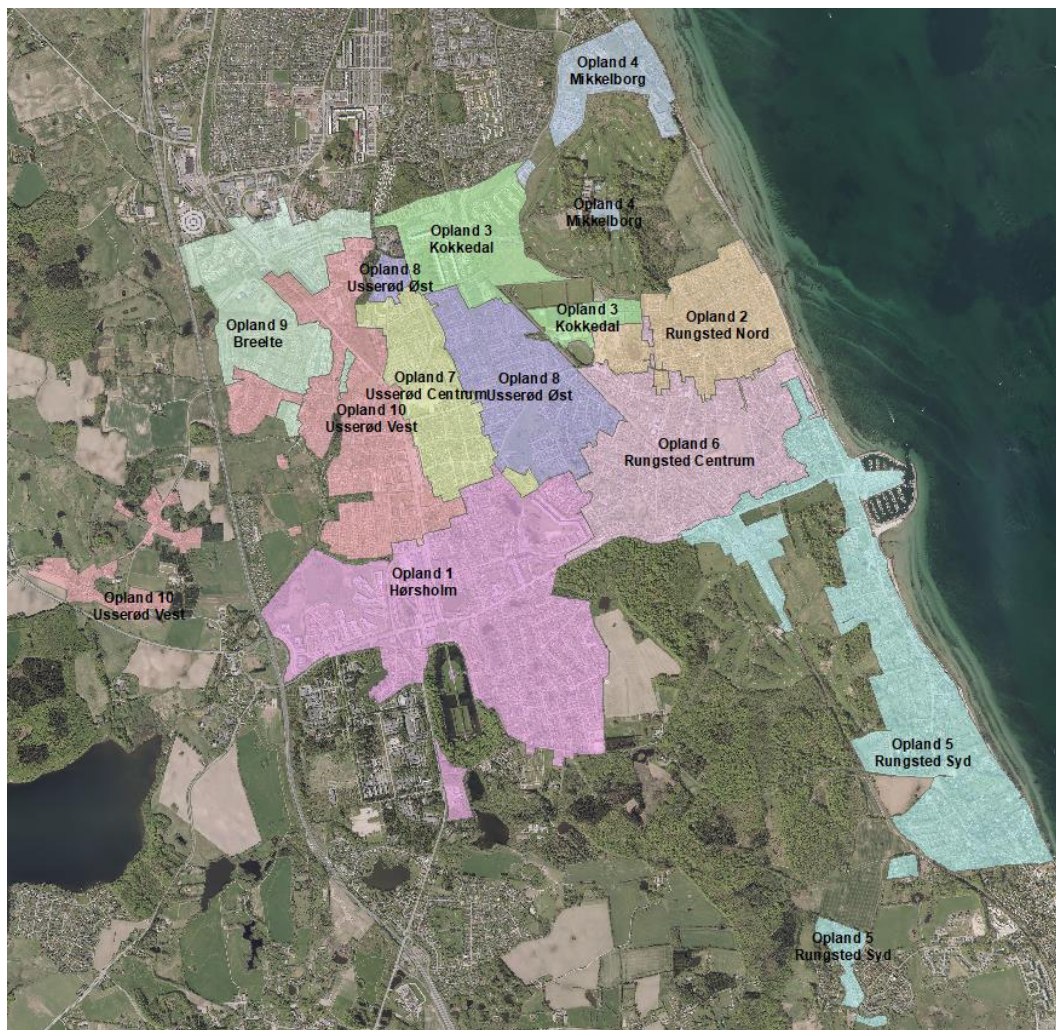 Opland 4
Mikkelborg
Opland 4
Mikkelborg
Opland 3
Kokkedal
Opland 8
Usserød Øst
Opland 3
Kokkedal
Opland 2
Rungsted Nord
Opland 9
Breelte
Opland 7
Usserød Centrum
Opland 8
Usserød Øst
Opland 10
Usserød Vest
Opland 6
Rungsted Centrum
Opland 1
Hørsholm
Opland 10
Usserød Vest
Opland 5
Rungsted Syd
Opland 5
Rungsted Syd